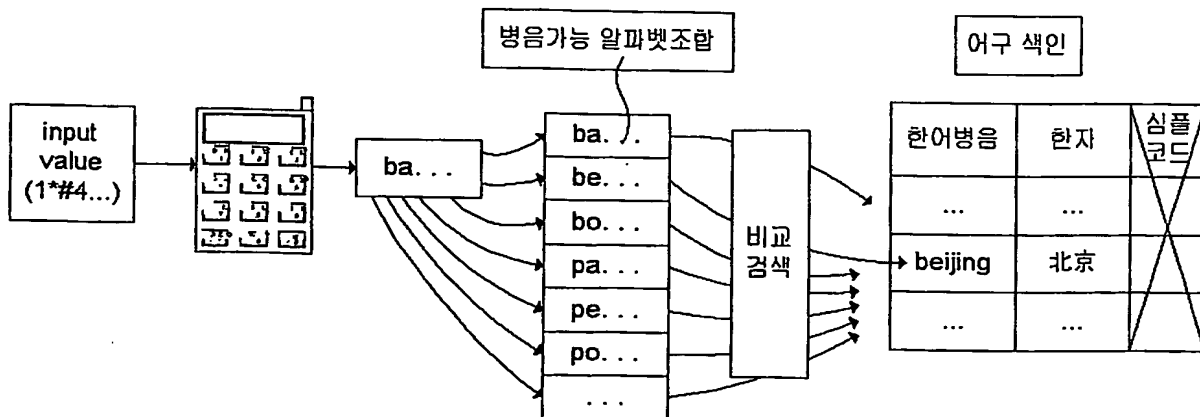 병음가능 알파벳조합
어구 색인
input
value
(1*#4...)
ba. . .
ba. . .
be. . .
bo. . .
pa. . .
pe. . .
po. . .
. . .
비교
검색
한어병음 한자 심플
코드
... ...
beijing 北京
... ...